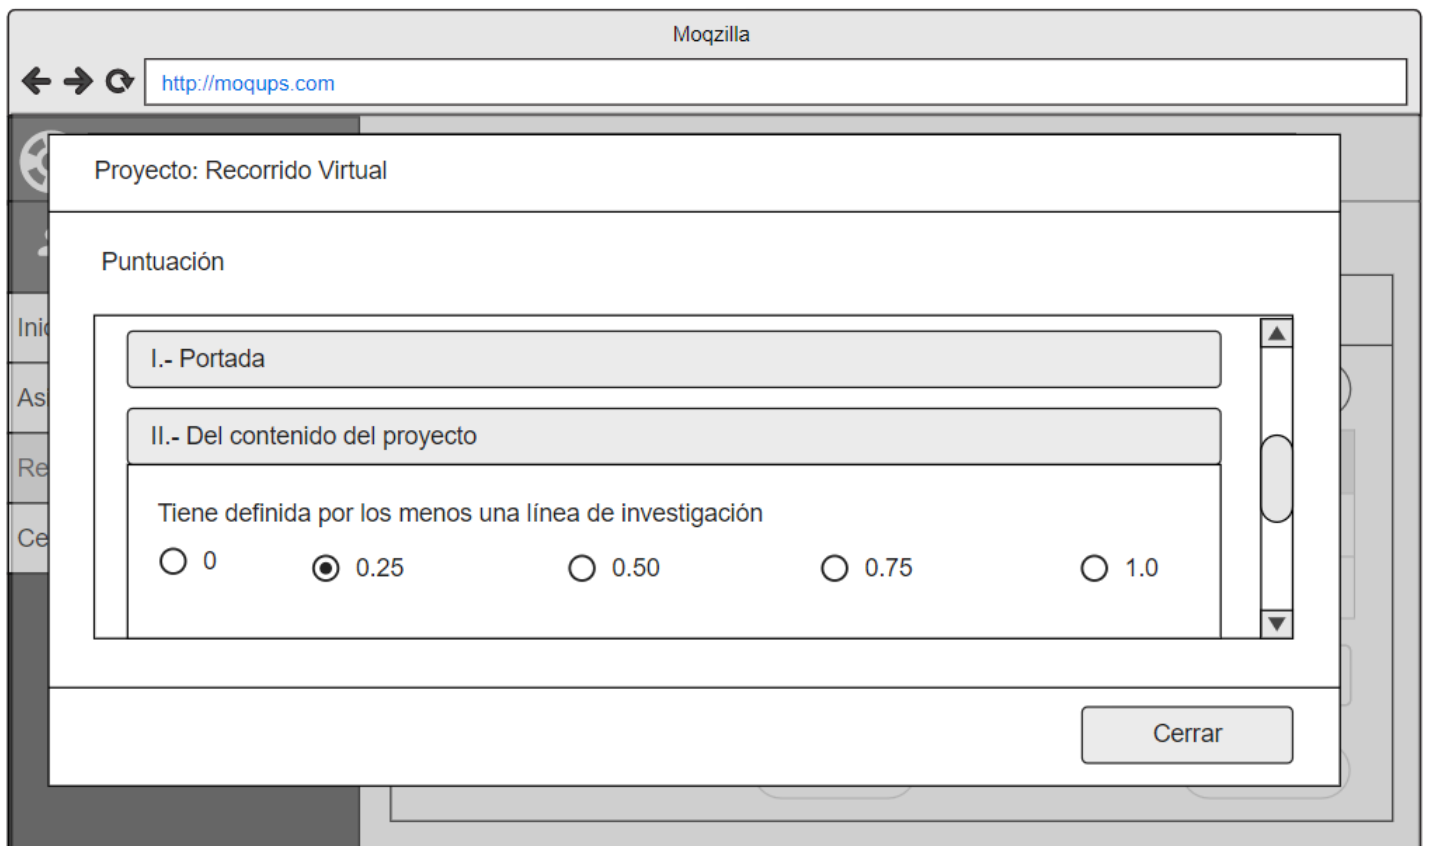 Moqzilla
http://moqups.com
Proyecto: Recorrido Virtual
Puntuación
I.- Portada
II.- Del contenido del proyecto
Tiene definida por los menos una línea de investigación
0 0.25 0.50 0.75 1.0
Cerrar